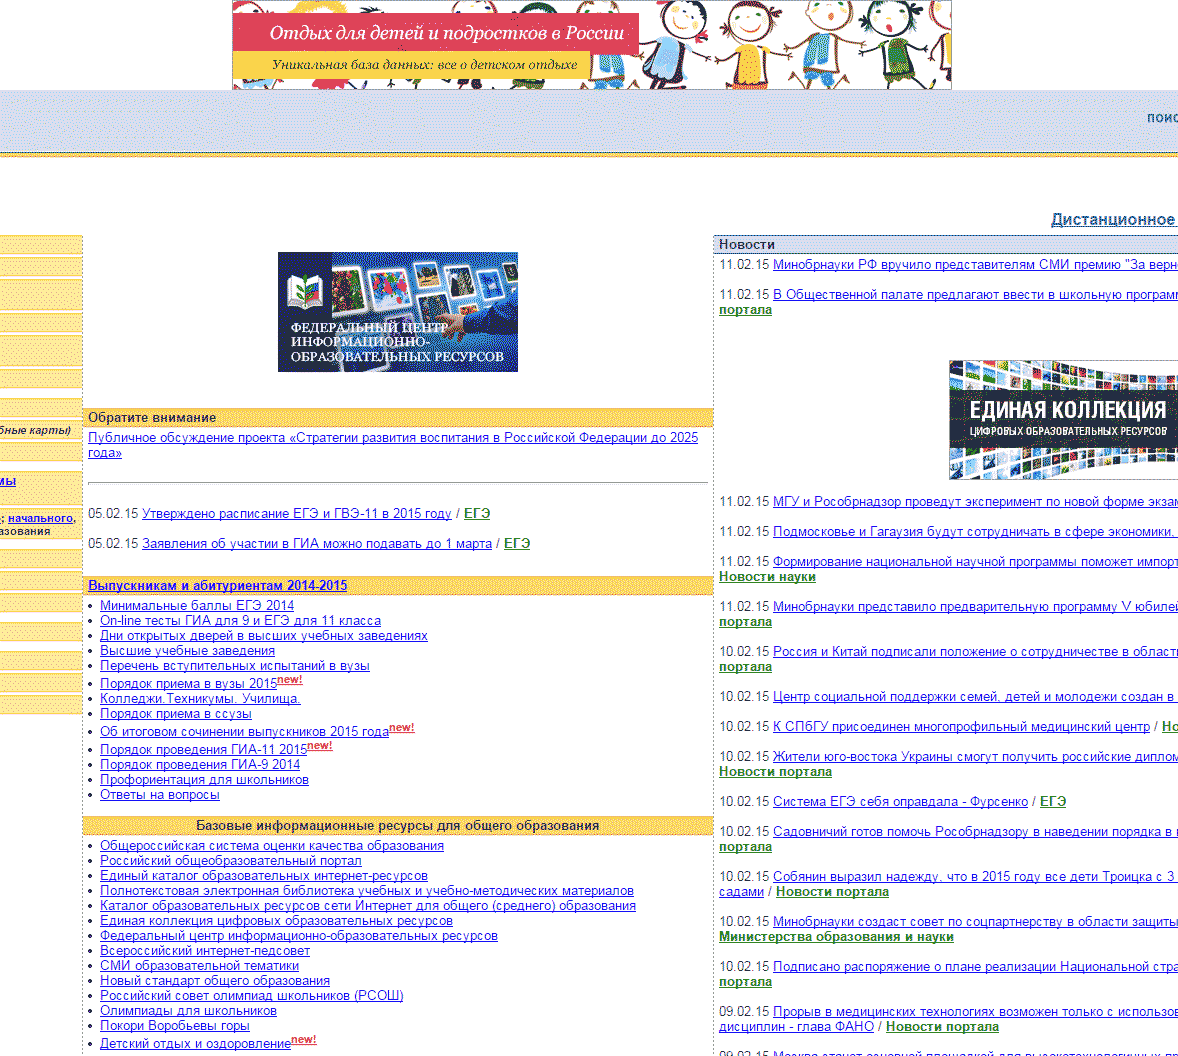 Отдых для детей и подростков в России
Уникальная база данных: все о детском отдыхе
Дистанционное
бные карты)
мы
; начального,
азования
ФЕДЕРАЛЬНЫЙ ЦЕНТР
ИНФОРМАЦИОННО-
ОБРАЗОВАТЕЛЬНЫХ РЕСУРСОВ
Обратите внимание
Публичное обсуждение проекта «Стратегии развития воспитания в Российской Федерации до 2025
года»
05.02.15 Утверждено расписание ЕГЭ и ГВЭ-11 в 2015 году / ЕГЭ
05.02.15 Заявления об участии в ГИА можно подавать до 1 марта / ЕГЭ
Выпускникам и абитуриентам 2014-2015
• Минимальные баллы ЕГЭ 2014
• On-line тесты ГИА для 9 и ЕГЭ для 11 класса
• Дни открытых дверей в высших учебных заведениях
• Высшие учебные заведения
• Перечень вступительных испытаний в вузы
• Порядок приема в вузы 2015new!
• Колледжи.Техникумы. Училища.
• Порядок приема в ссузы
• Об итоговом сочинении выпускников 2015 годаnew!
• Порядок проведения ГИА-11 2015new!
• Порядок проведения ГИА-9 2014
• Профориентация для школьников
• Ответы на вопросы
Базовые информационные ресурсы для общего образования
• Общероссийская система оценки качества образования
• Российский общеобразовательный портал
• Единый каталог образовательных интернет-ресурсов
• Полнотекстовая электронная библиотека учебных и учебно-методических материалов
• Каталог образовательных ресурсов сети Интернет для общего (среднего) образования
• Единая коллекция цифровых образовательных ресурсов
• Федеральный центр информационно-образовательных ресурсов
• Всероссийский интернет-педсовет
• СМИ образовательной тематики
• Новый стандарт общего образования
• Российский совет олимпиад школьников (РСОШ)
• Олимпиады для школьников
• Покори Воробьевы горы
• Детский отдых и оздоровлениеnew!
Новости
11.02.15 Минобрнауки РФ вручило представителям СМИ премию "За верн
11.02.15 В Общественной палате предлагают ввести в школьную програм
портала
ЕДИНАЯ КОЛЛЕКЦИЯ
ЦИФРОВЫХ ОБРАЗОВАТЕЛЬНЫХ РЕСУРСОВ
11.02.15 МГУ и Рособрнадзор проведут эксперимент по новой форме экзам
11.02.15 Подмосковье и Гагаузия будут сотрудничать в сфере экономики,
11.02.15 Формирование национальной научной программы поможет импорт
Новости науки
11.02.15 Минобрнауки представило предварительную программу V юбилей
портала
10.02.15 Россия и Китай подписали положение о сотрудничестве в област
портала
10.02.15 Центр социальной поддержки семей, детей и молодежи создан в
10.02.15 К СПбГУ присоединен многопрофильный медицинский центр / Но
10.02.15 Жители юго-востока Украины смогут получить российские диплом
Новости портала
10.02.15 Система ЕГЭ себя оправдала - Фурсенко / ЕГЭ
10.02.15 Садовничий готов помочь Рособрнадзору в наведении порядка в
портала
10.02.15 Собянин выразил надежду, что в 2015 году все дети Троицка с 3
садами / Новости портала
10.02.15 Минобрнауки создаст совет по соцпартнерству в области защиты
Министерства образования и науки
10.02.15 Подписано распоряжение о плане реализации Национальной стра
портала
09.02.15 Прорыв в медицинских технологиях возможен только с использов
дисциплин - глава ФАНО / Новости портала